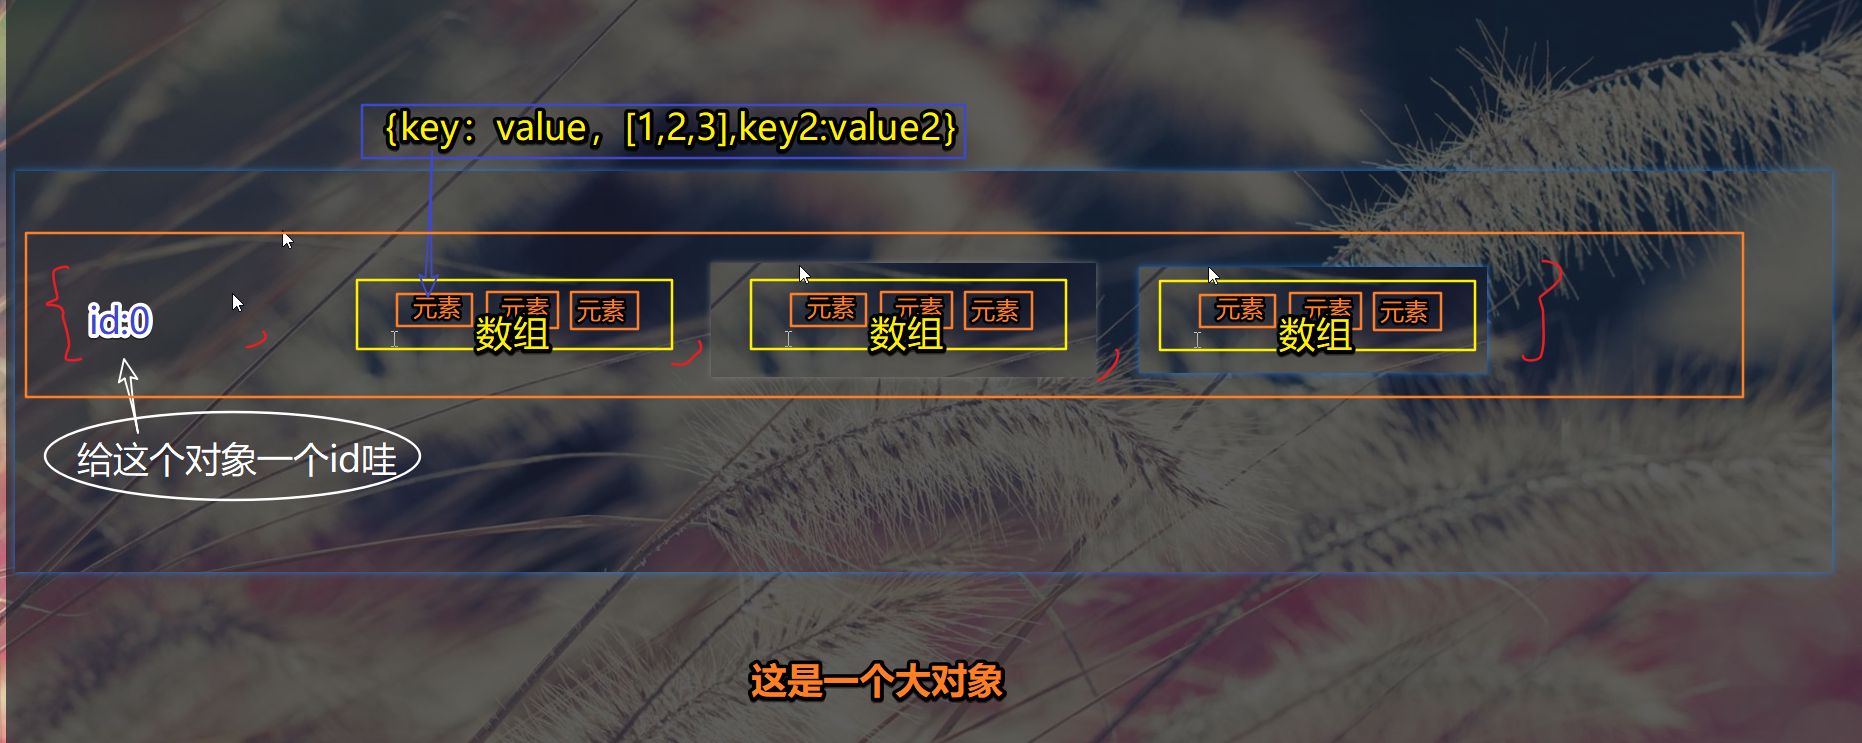 {key：value，[1,2,3],key2:value2}
id:0
元素 元素 元素
数组
元素 元素 元素
数组
元素 元素 元素
数组
给这个对象一个id哇
这是一个大对象